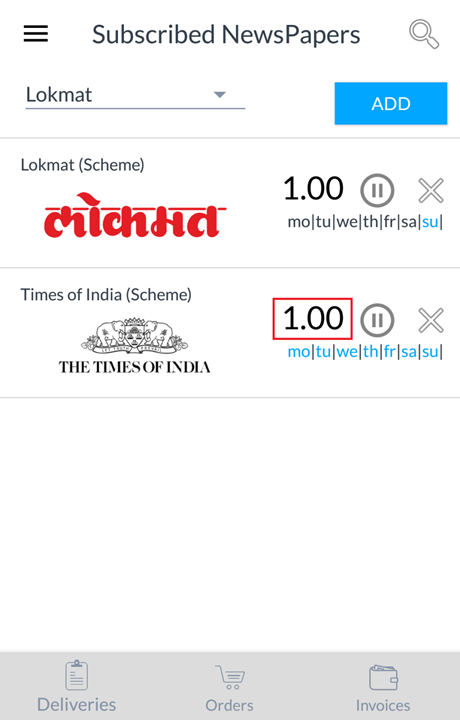 Subscribed NewsPapers
Lokmat
ADD
Lokmat (Scheme)
लोकमत
1.00
mo|tu|we|th|fr|sa|su|
Times of India (Scheme)
THE TIMES OF INDIA
1.00
mo|tu|we|th|fr|sa|su|
Deliveries
Orders
Invoices